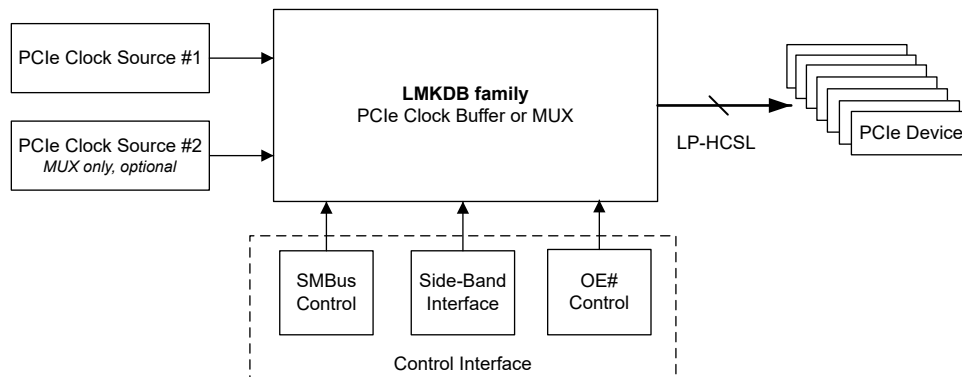 PCIe Clock Source #1
PCIe Clock Source #2
MUX only, optional
LMKDB family
PCIe Clock Buffer or MUX
LP-HCSL
PCIe Device
SMBus
Control
Side-Band
Interface
OE#
Control
Control Interface